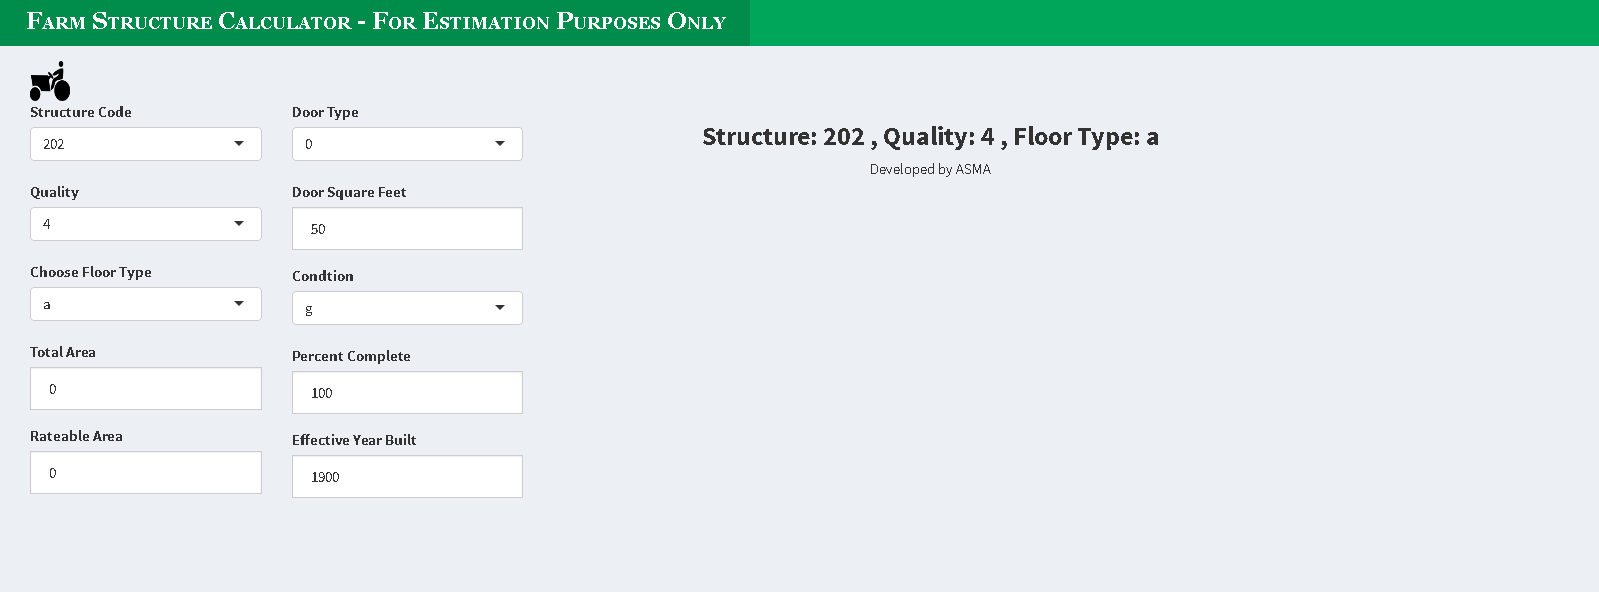 Farm Structure Calculator - For Estimation Purposes Only
Structure Code
202
Quality
4
Choose Floor Type
a
Total Area
0
Rateable Area
0
Door Type
0
Door Square Feet
50
Condtion
g
Percent Complete
100
Effective Year Built
1900
Structure: 202 , Quality: 4 , Floor Type: a
Developed by ASMA